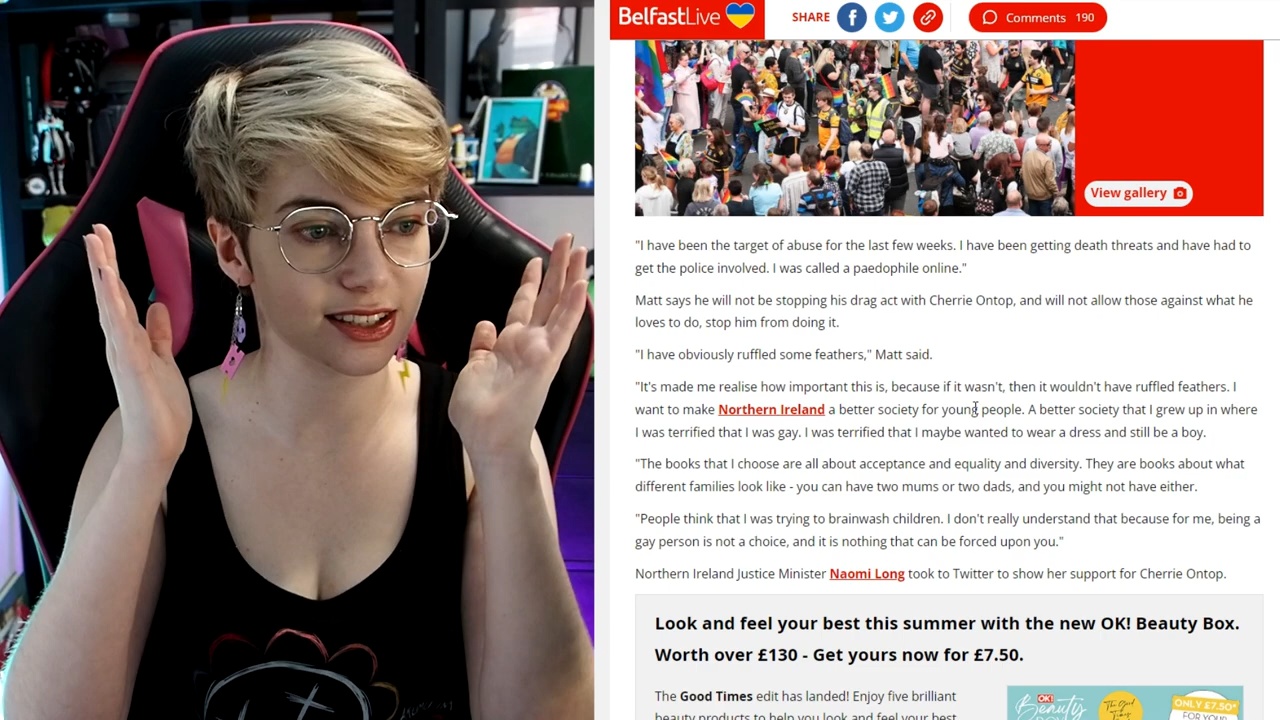 BelfastLive
SHARE
Comments 190
View gallery
"I have been the target of abuse for the last few weeks. I have been getting death threats and have had to
get the police involved. I was called a paedophile online."
Matt says he will not be stopping his drag act with Cherrie Ontop, and will not allow those against what he
loves to do, stop him from doing it.
"I have obviously ruffled some feathers," Matt said.
"It's made me realise how important this is, because if it wasn't, then it wouldn't have ruffled feathers. I
want to make Northern Ireland a better society for young people. A better society that I grew up in where
I was terrified that I was gay. I was terrified that I maybe wanted to wear a dress and still be a boy.
"The books that I choose are all about acceptance and equality and diversity. They are books about what
different families look like - you can have two mums or two dads, and you might not have either.
"People think that I was trying to brainwash children. I don't really understand that because for me, being a
gay person is not a choice, and it is nothing that can be forced upon you."
Northern Ireland Justice Minister Naomi Long took to Twitter to show her support for Cherrie Ontop.
Look and feel your best this summer with the new OK! Beauty Box.
Worth over £130 - Get yours now for £7.50.
The Good Times edit has landed! Enjoy five brilliant
beauty products to help you look and feel your best
OK!
Beauty
The Good
ONLY £7.50*
FOR YOUR